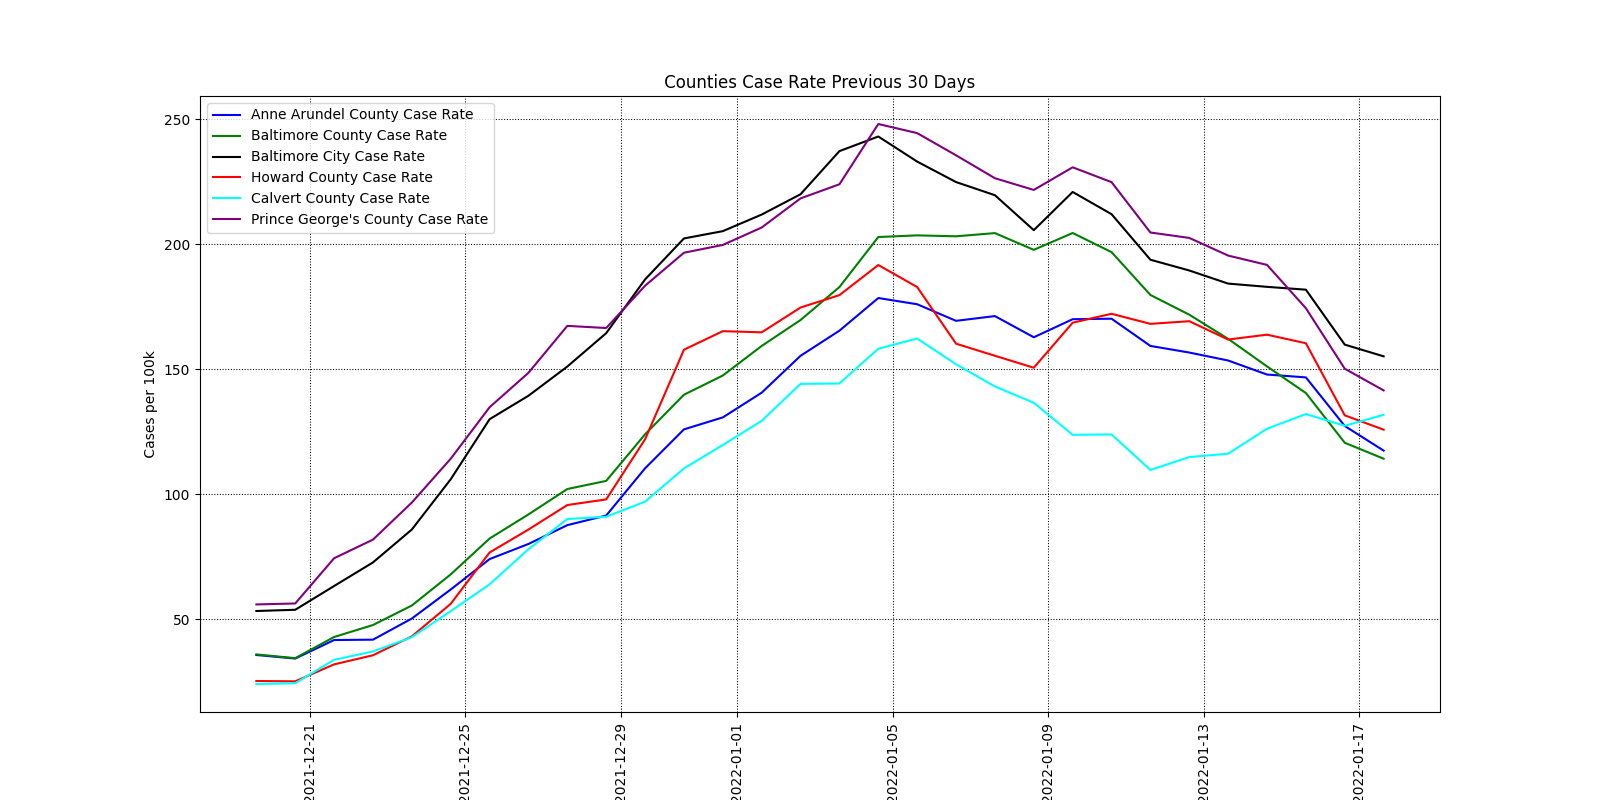 Counties Case Rate Previous 30 Days
Anne Arundel County Case Rate
Baltimore County Case Rate
Baltimore City Case Rate
Howard County Case Rate
Calvert County Case Rate
Prince George's County Case Rate
Cases per 100k
250
200
150
100
50
2021-12-21
2021-12-25
2021-12-29
2022-01-01
2022-01-05
2022-01-09
2022-01-13
2022-01-17